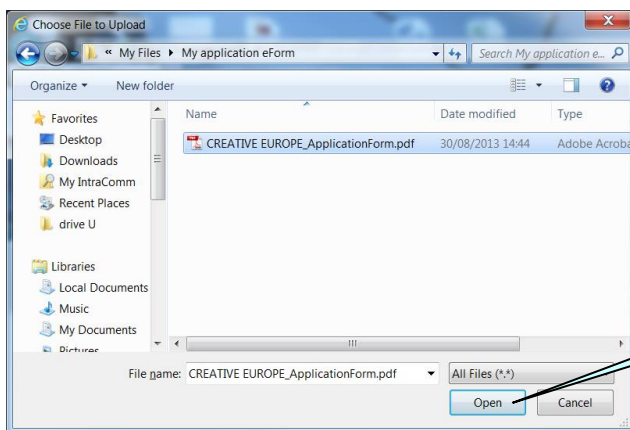 Choose File to Upload
« My Files ▸ My application eForm
Search My application e...
Organize
New folder
Name
Date modified
Type
Favorites
Desktop
Downloads
My IntraComm
Recent Places
drive U
CREATIVE EUROPE_ApplicationForm.pdf
30/08/2013 14:44
Adobe Acroba
Libraries
Local Documents
Music
My Documents
Pictures
File name:
CREATIVE EUROPE_ApplicationForm.pdf
All Files (*.*)
Open
Cancel